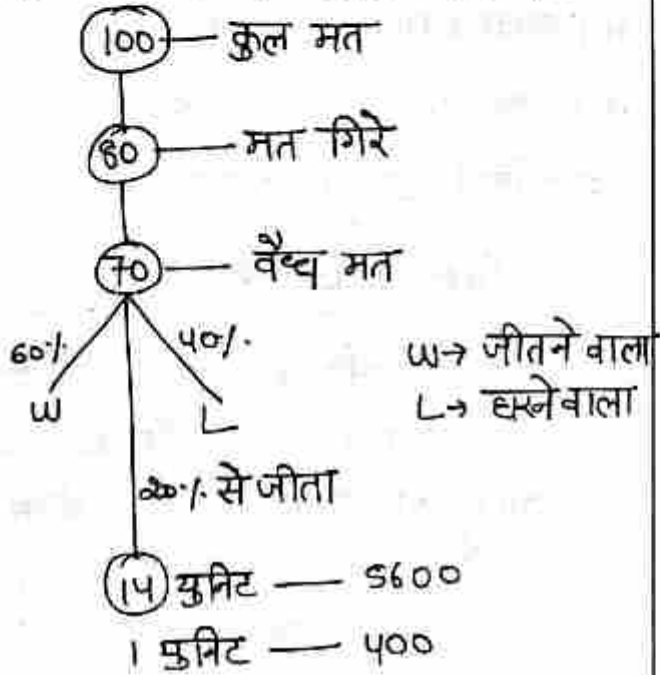 100 — कुल मत
80 — मत गिरे
70 — वैध्य मत
60% 40%
W L
W→ जीतने वाला
L→ हारने वाला
20% से जीता
14 युनिट — 5600
1 युनिट — 400